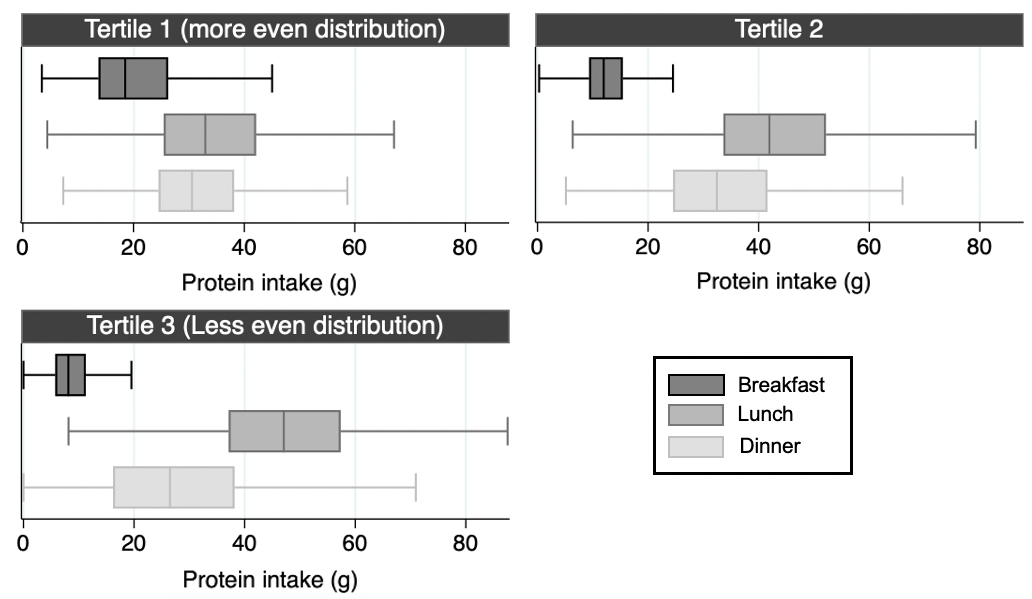 Tertile 1 (more even distribution)
0 20 40 60 80
Protein intake (g)
Tertile 2
0 20 40 60 80
Protein intake (g)
Tertile 3 (Less even distribution)
0 20 40 60 80
Protein intake (g)
Breakfast
Lunch
Dinner